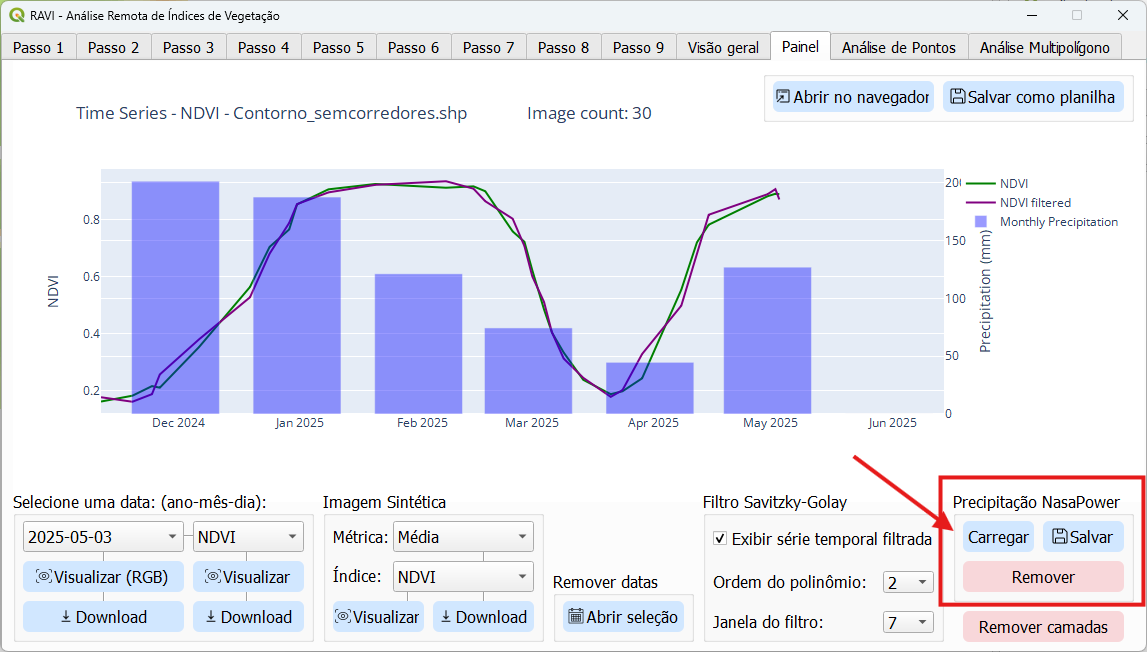 RAVI - Análise Remota de Índices de Vegetação
Passo 1 Passo 2 Passo 3 Passo 4 Passo 5 Passo 6 Passo 7 Passo 8 Passo 9 Visão geral Painel Análise de Pontos Análise Multipolígono
Abrir no navegador Salvar como planilha
Time Series - NDVI - Contorno_semcorredores.shp Image count: 30
NDVI
0.8
0.6
0.4
0.2
200
150
100
50
0
Precipitation (mm)
NDVI
NDVI filtered
Monthly Precipitation
Dec 2024 Jan 2025 Feb 2025 Mar 2025 Apr 2025 May 2025 Jun 2025
Selecione uma data: (ano-mês-dia):
2025-05-03 NDVI
Visualizar (RGB) Visualizar
Download Download
Imagem Sintética
Métrica: Média
Índice: NDVI
Visualizar Download
Remover datas
Abrir seleção
Filtro Savitzky-Golay
Exibir série temporal filtrada
Ordem do polinômio: 2
Janela do filtro: 7
Precipitação NasaPower
Carregar Salvar
Remover
Remover camadas